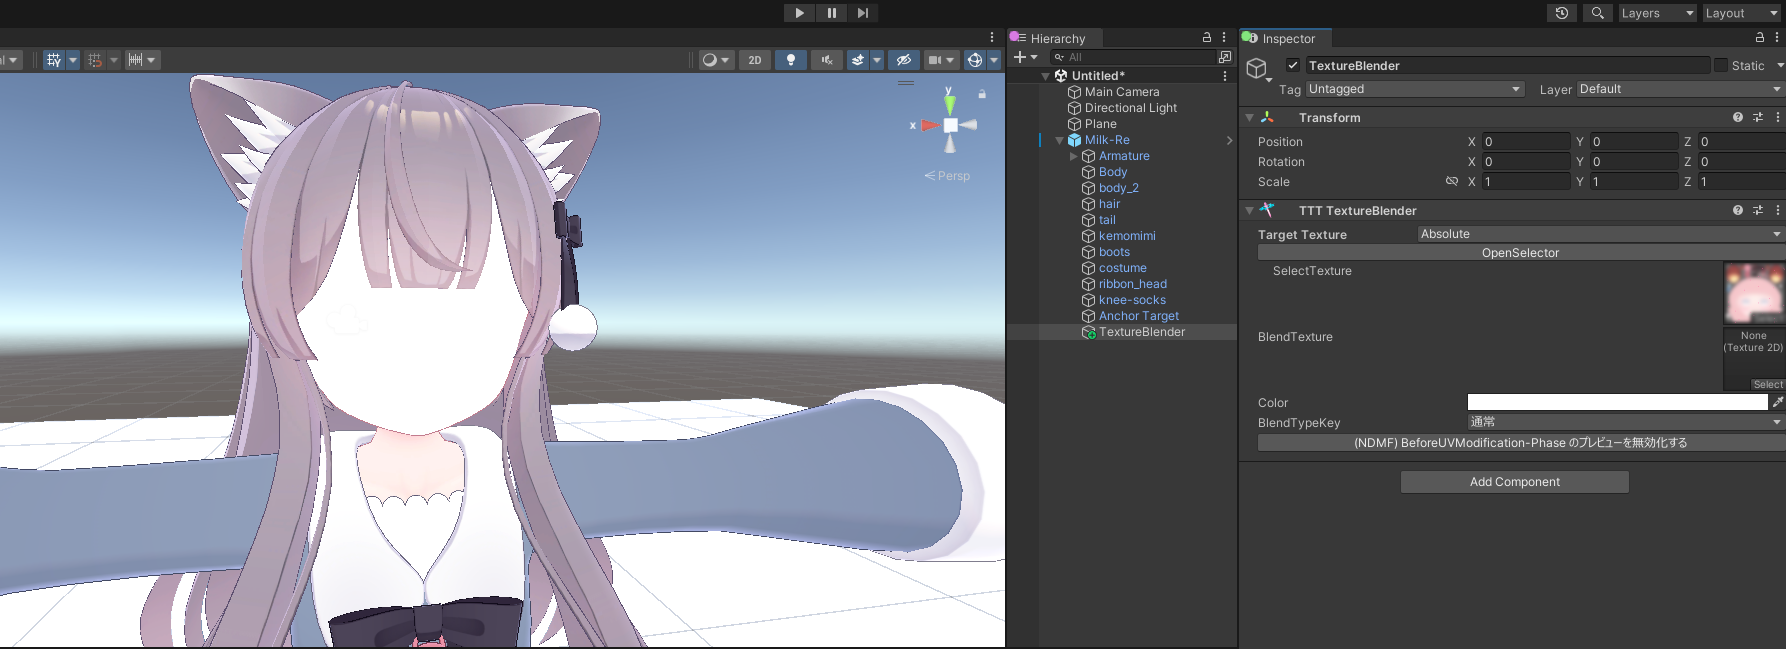 Layers
Layout
Hierarchy
Inspector
2D
All
Untitled*
Main Camera
Directional Light
Plane
Milk-Re
Armature
Body
body_2
hair
tail
kemomimi
boots
costume
ribbon_head
knee-socks
Anchor Target
TextureBlender
y
x
Persp
TextureBlender
Static
Tag Untagged
Layer Default
Transform
Position X 0 Y 0 Z 0
Rotation X 0 Y 0 Z 0
Scale X 1 Y 1 Z 1
TTT TextureBlender
Target Texture Absolute
OpenSelector
SelectTexture
BlendTexture
None
(Texture 2D)
Select
Color
BlendTypeKey 通常
(NDMF) BeforeUVModification-Phase のプレビューを無効化する
Add Component